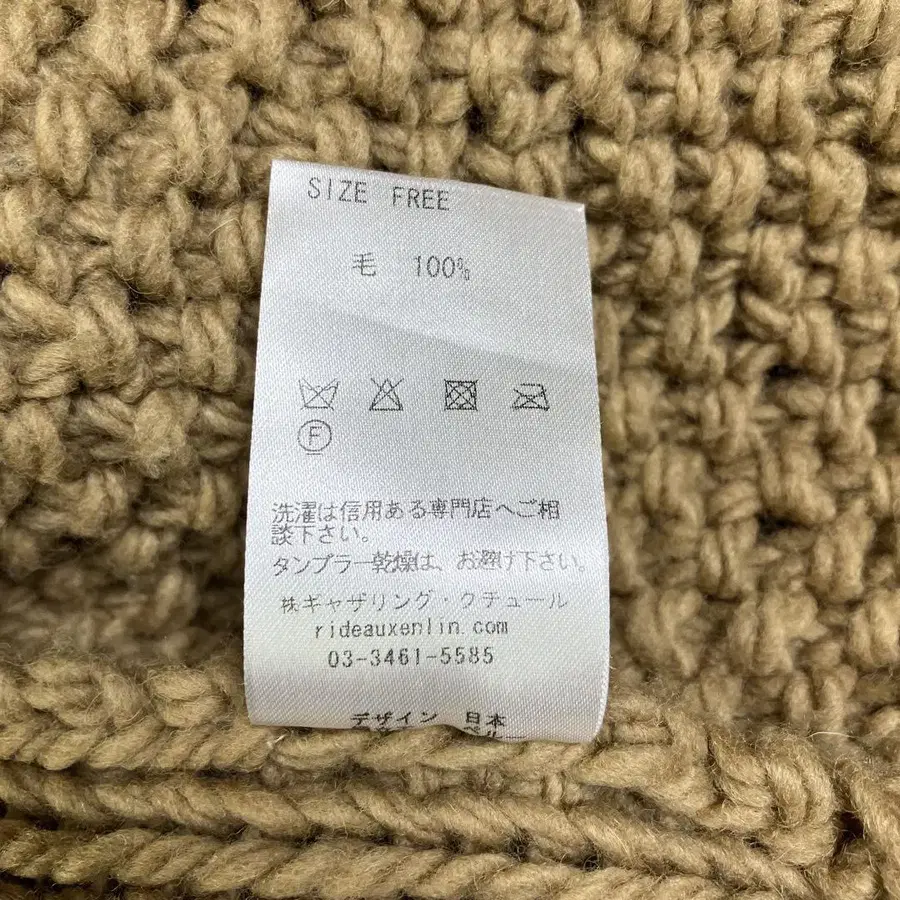 SIZE FREE
毛 100%
F
洗濯は信用ある専門店へご相
談下さい。
タンブラー乾燥は、お避け下さい。
㈱ギャザリング・クチュール
rideauxenlin.com
03-3461-5585
デザイン 日本